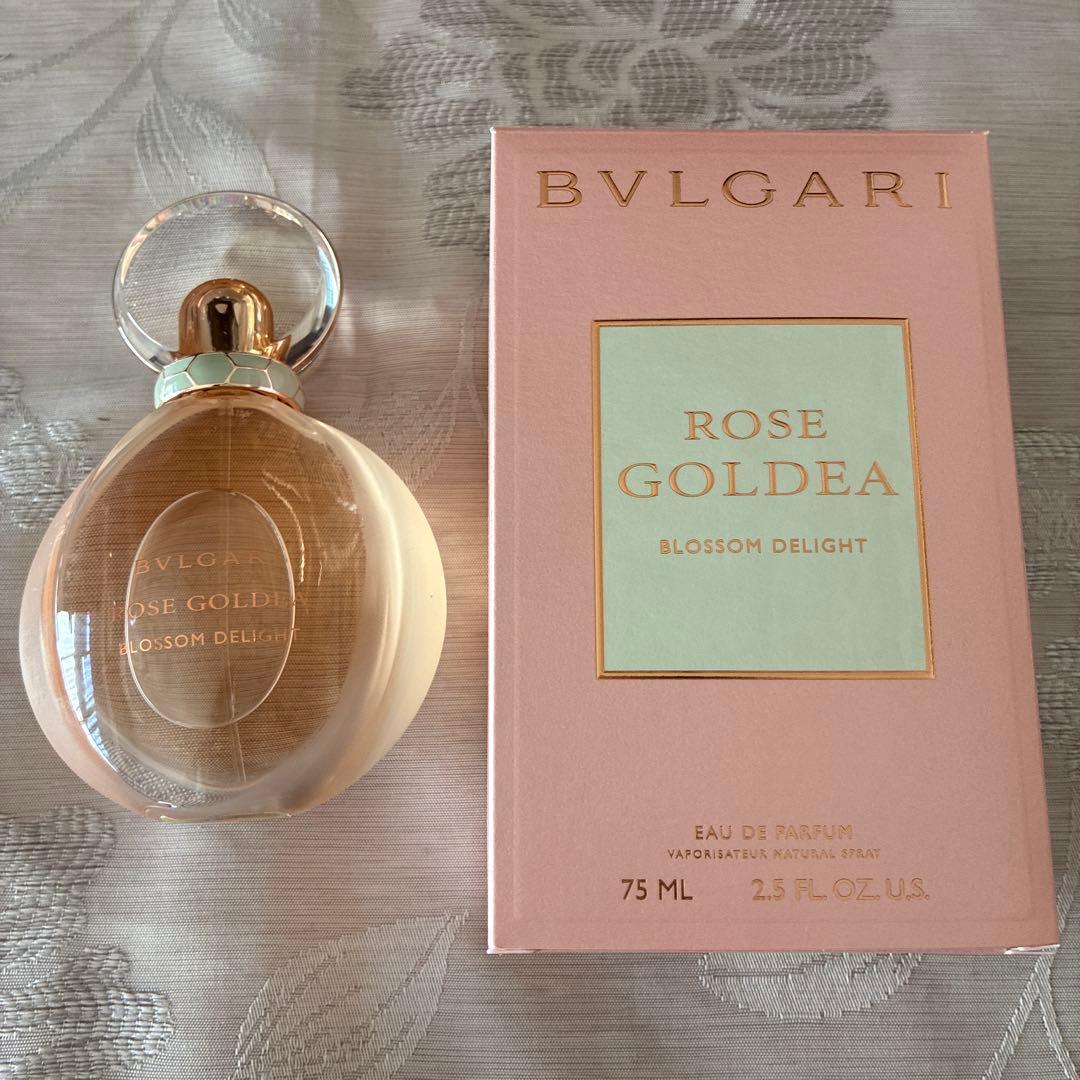 BVLGARI
ROSE GOLDEA
BLOSSOM DELIGHT
BVLGARI
ROSE
GOLDEA
BLOSSOM DELIGHT
EAU DE PARFUM
VAPORISATEUR NATURAL SPRAY
75 ML 2.5 FL. OZ. U.S.